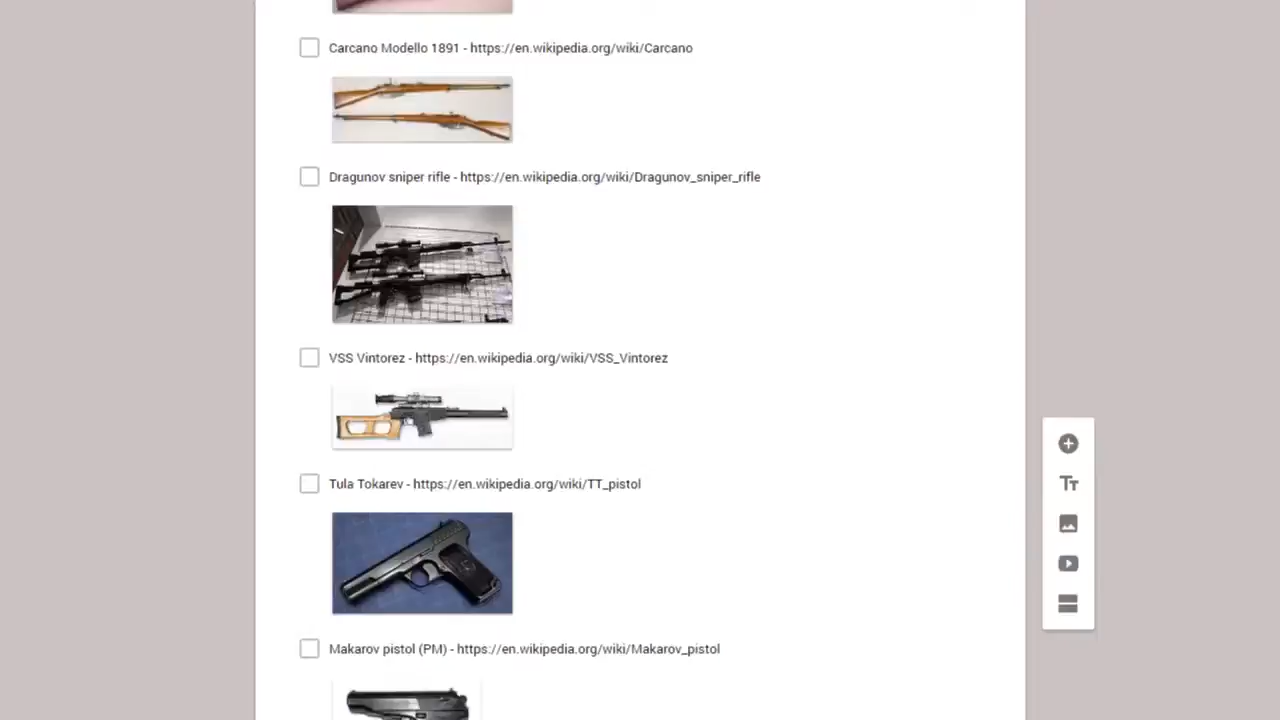 Carcano Modello 1891 - https://en.wikipedia.org/wiki/Carcano
Dragunov sniper rifle - https://en.wikipedia.org/wiki/Dragunov_sniper_rifle
VSS Vintorez - https://en.wikipedia.org/wiki/VSS_Vintorez
Tula Tokarev - https://en.wikipedia.org/wiki/TT_pistol
Makarov pistol (PM) - https://en.wikipedia.org/wiki/Makarov_pistol
Tт